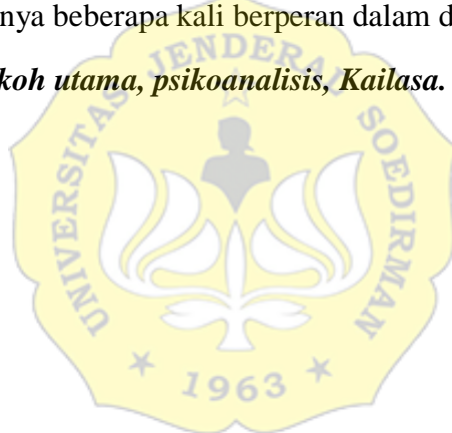 nya beberapa kali berperan dalam d
koh utama, psikoanalisis, Kailasa.
UNIVERSITAS JENDERAL SOEDIRMAN
1963